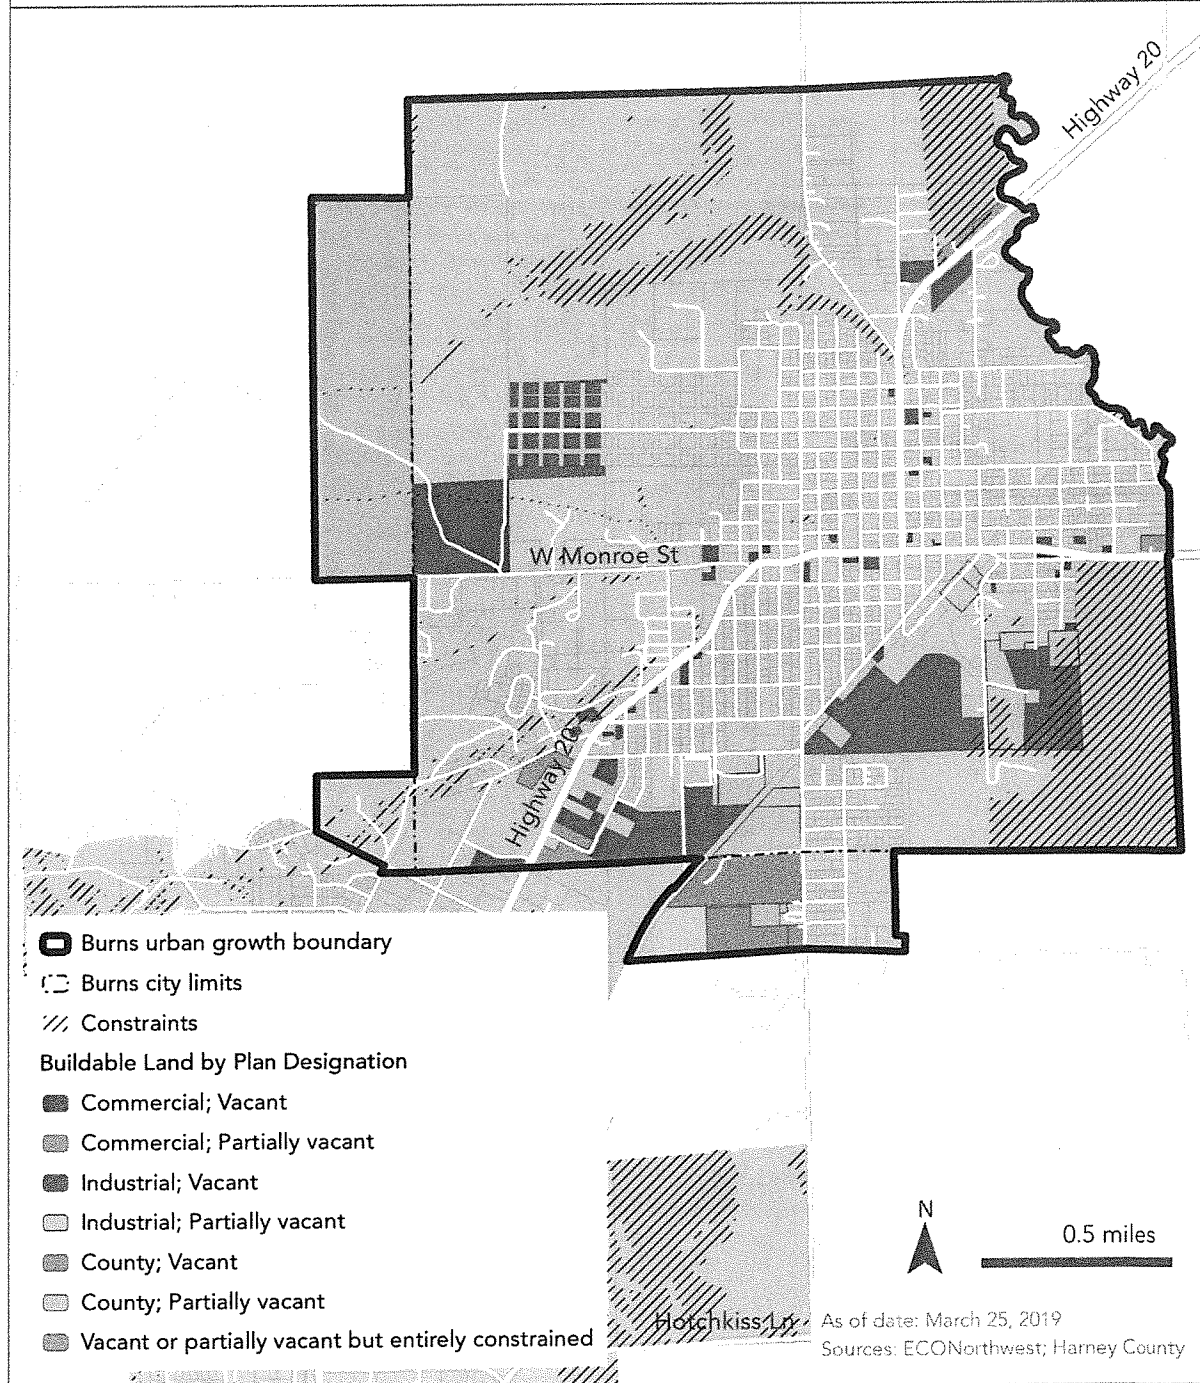 Highway 20
W Monroe St
Highway 20
Burns urban growth boundary
Burns city limits
Constraints
Buildable Land by Plan Designation
Commercial; Vacant
Commercial; Partially vacant
Industrial; Vacant
Industrial; Partially vacant
County; Vacant
County; Partially vacant
Vacant or partially vacant but entirely constrained
N
0.5 miles
Hotchkiss Ln
As of date: March 25, 2019
Sources: ECONorthwest; Harney County